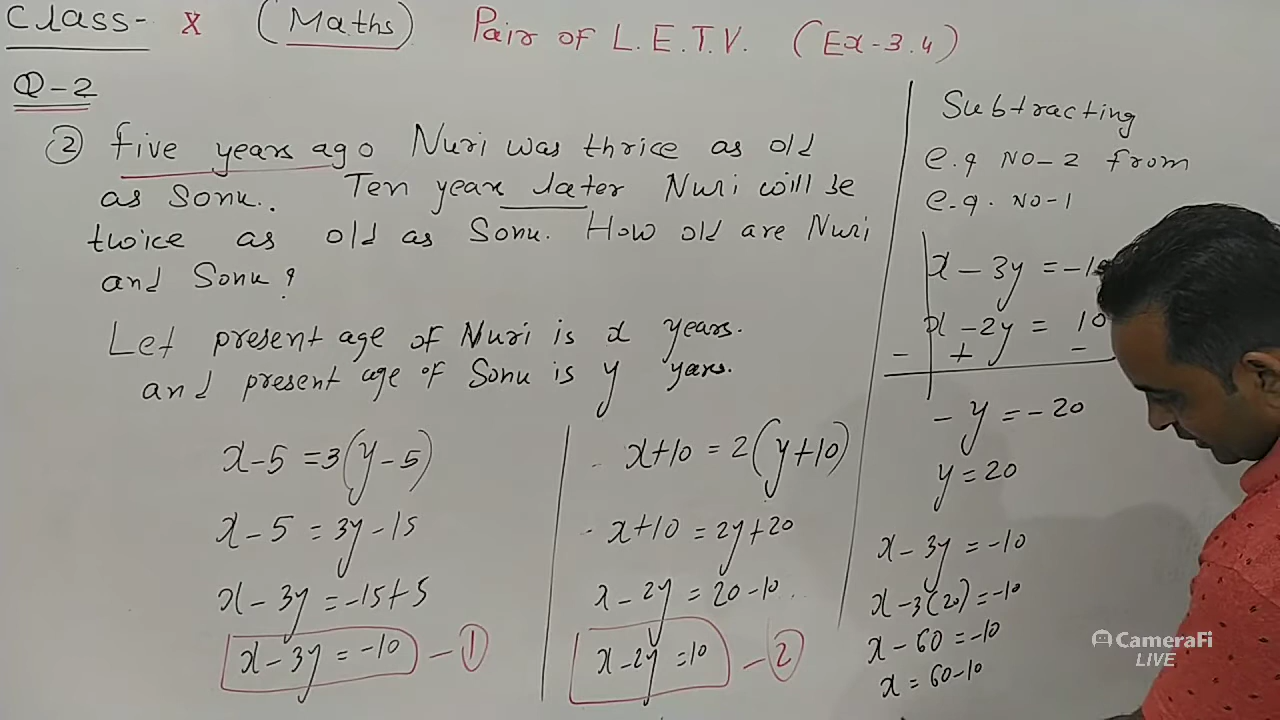 Class- X (Maths) Pair of L.E.T.V. (Ex-3.4)
Q-2
② five years ago Nuri was thrice as old
as Sonu.. Ten year later Nuri will be
twice as old as Sonu. How old are Nuri
and Sonu?
Let present age of Nuri is x years.
and present age of Sonu is y years.
x-5 = 3(y-5)
x-5 = 3y-15
x-3y = -15+5
x-3y = -10 - ①
x+10 = 2(y+10)
x+10 = 2y+20
x-2y = 20-10
x-2y = 10 - ②
Subtracting
e.q NO-2 from
e.q. NO-1
x - 3y = -10
x - 2y = 10
- + -
- y = -20
y = 20
x - 3y = -10
x - 3(20) = -10
x - 60 = -10
x = 60-10
CameraFi
LIVE